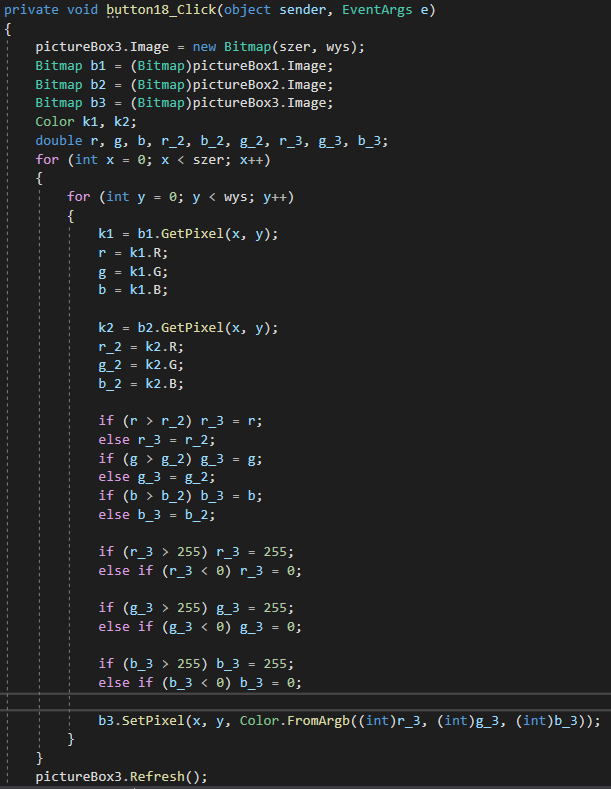 private void button18_Click(object sender, EventArgs e)
{
pictureBox3.Image = new Bitmap(szer, wys);
Bitmap b1 = (Bitmap)pictureBox1.Image;
Bitmap b2 = (Bitmap)pictureBox2.Image;
Bitmap b3 = (Bitmap)pictureBox3.Image;
Color k1, k2;
double r, g, b, r_2, b_2, g_2, r_3, g_3, b_3;
for (int x = 0; x < szer; x++)
{
for (int y = 0; y < wys; y++)
{
k1 = b1.GetPixel(x, y);
r = k1.R;
g = k1.G;
b = k1.B;
k2 = b2.GetPixel(x, y);
r_2 = k2.R;
g_2 = k2.G;
b_2 = k2.B;
if (r > r_2) r_3 = r;
else r_3 = r_2;
if (g > g_2) g_3 = g;
else g_3 = g_2;
if (b > b_2) b_3 = b;
else b_3 = b_2;
if (r_3 > 255) r_3 = 255;
else if (r_3 < 0) r_3 = 0;
if (g_3 > 255) g_3 = 255;
else if (g_3 < 0) g_3 = 0;
if (b_3 > 255) b_3 = 255;
else if (b_3 < 0) b_3 = 0;
b3.SetPixel(x, y, Color.FromArgb((int)r_3, (int)g_3, (int)b_3));
}
}
pictureBox3.Refresh();